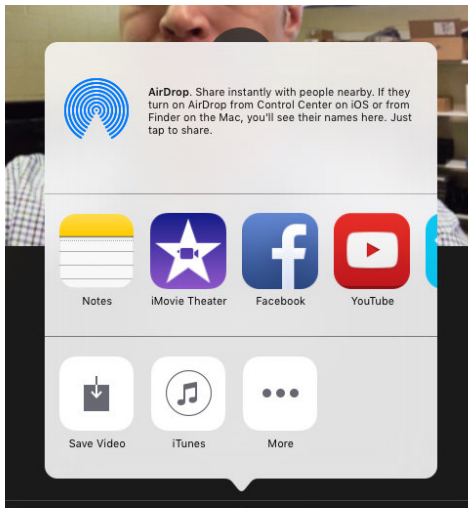 AirDrop. Share instantly with people nearby. If they
turn on AirDrop from Control Center on iOS or from
Finder on the Mac, you'll see their names here. Just
tap to share.
Notes iMovie Theater Facebook YouTube
Save Video iTunes More